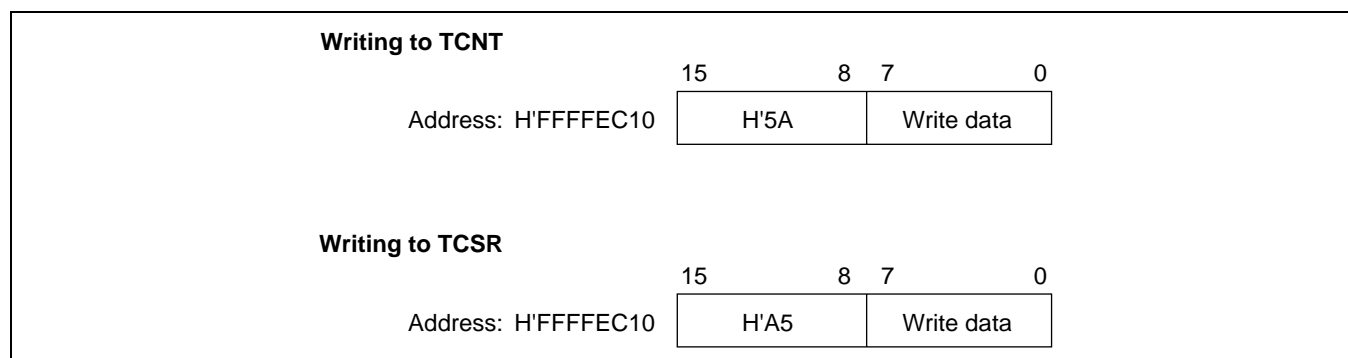 Writing to TCNT
15 8 7 0
Address: H'FFFFEC10 H'5A Write data
Writing to TCSR
15 8 7 0
Address: H'FFFFEC10 H'A5 Write data